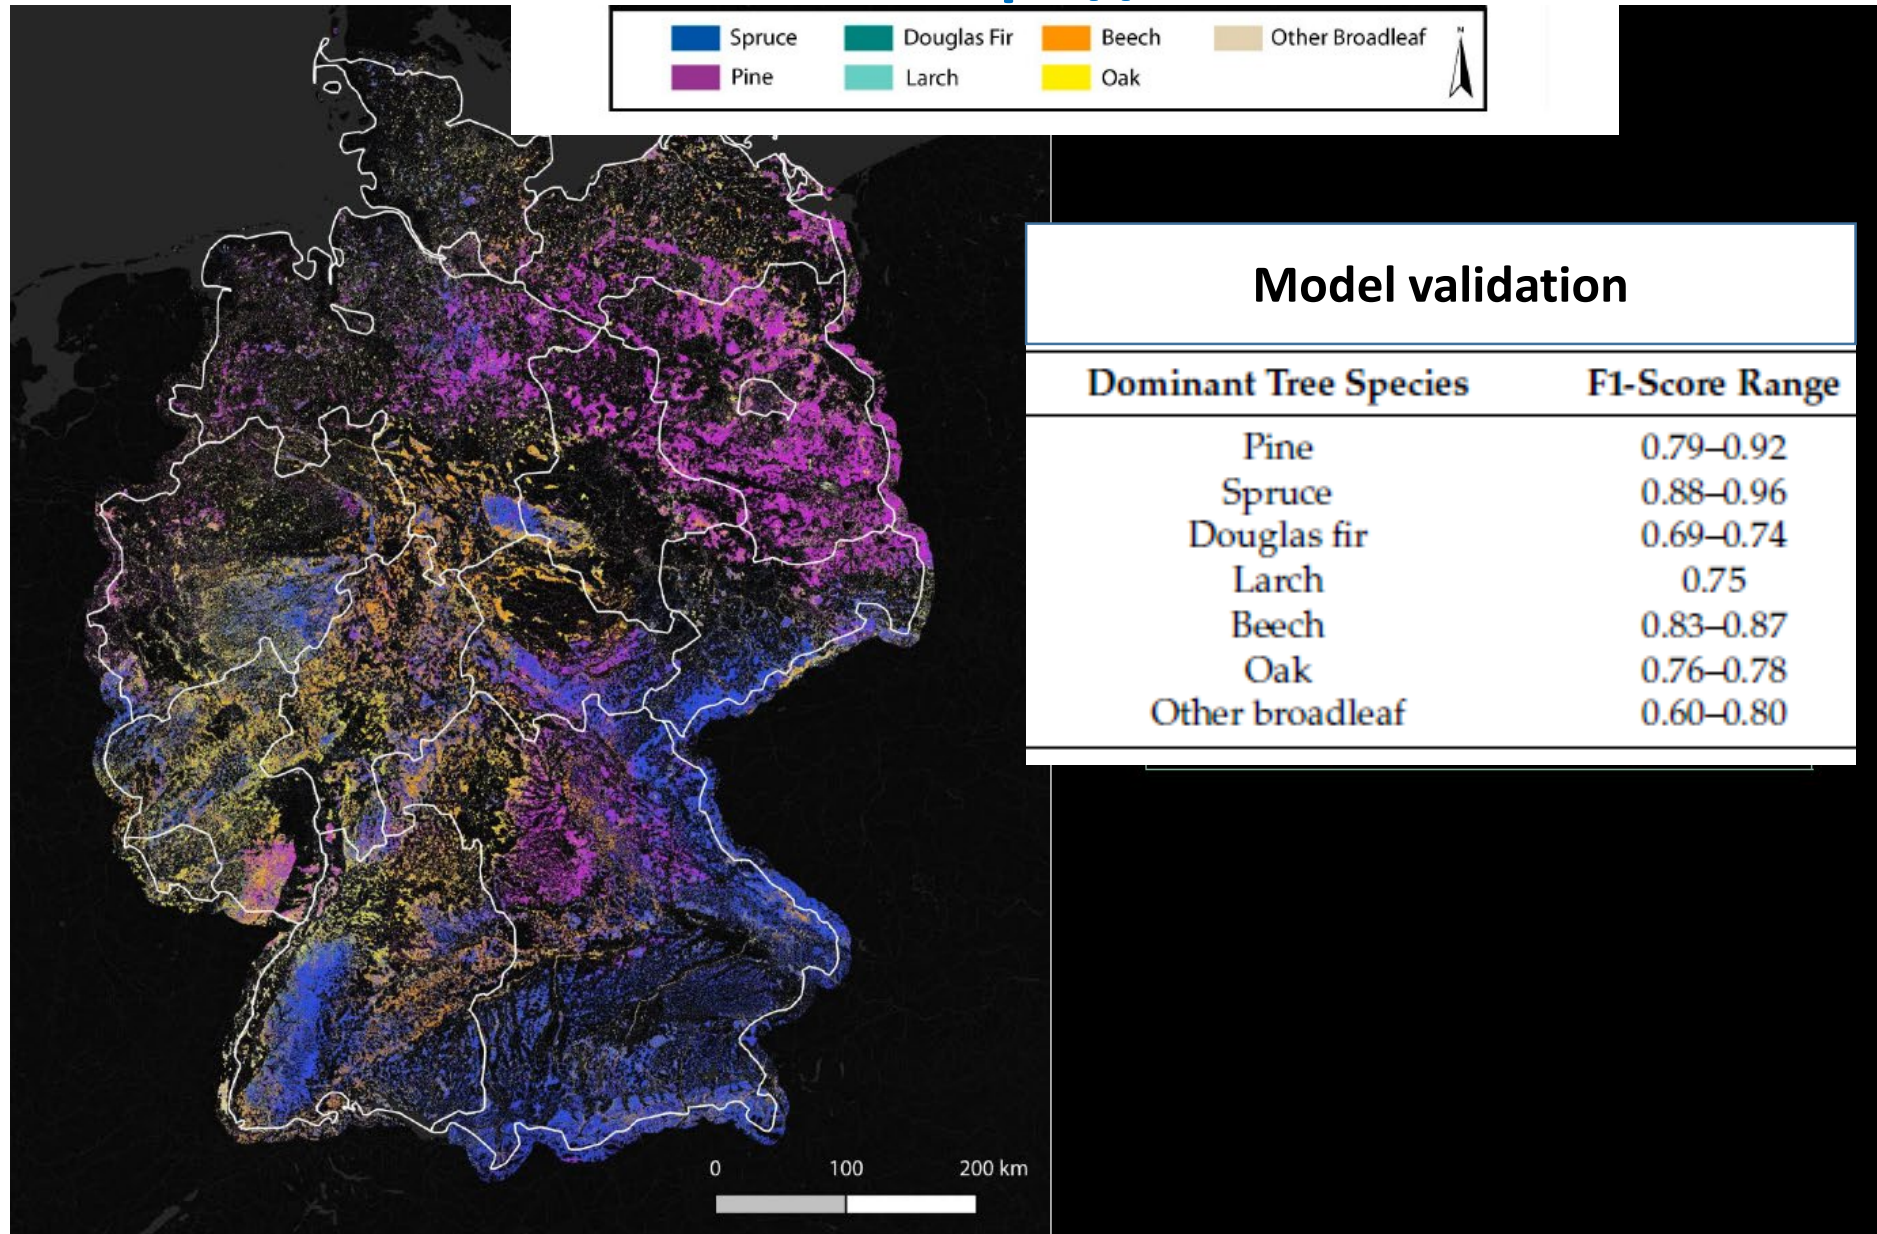 Spruce Douglas Fir Beech Other Broadleaf N
Pine Larch Oak
Model validation
Dominant Tree Species F1-Score Range
Pine 0.79–0.92
Spruce 0.88–0.96
Douglas fir 0.69–0.74
Larch 0.75
Beech 0.83–0.87
Oak 0.76–0.78
Other broadleaf 0.60–0.80
0 100 200 km